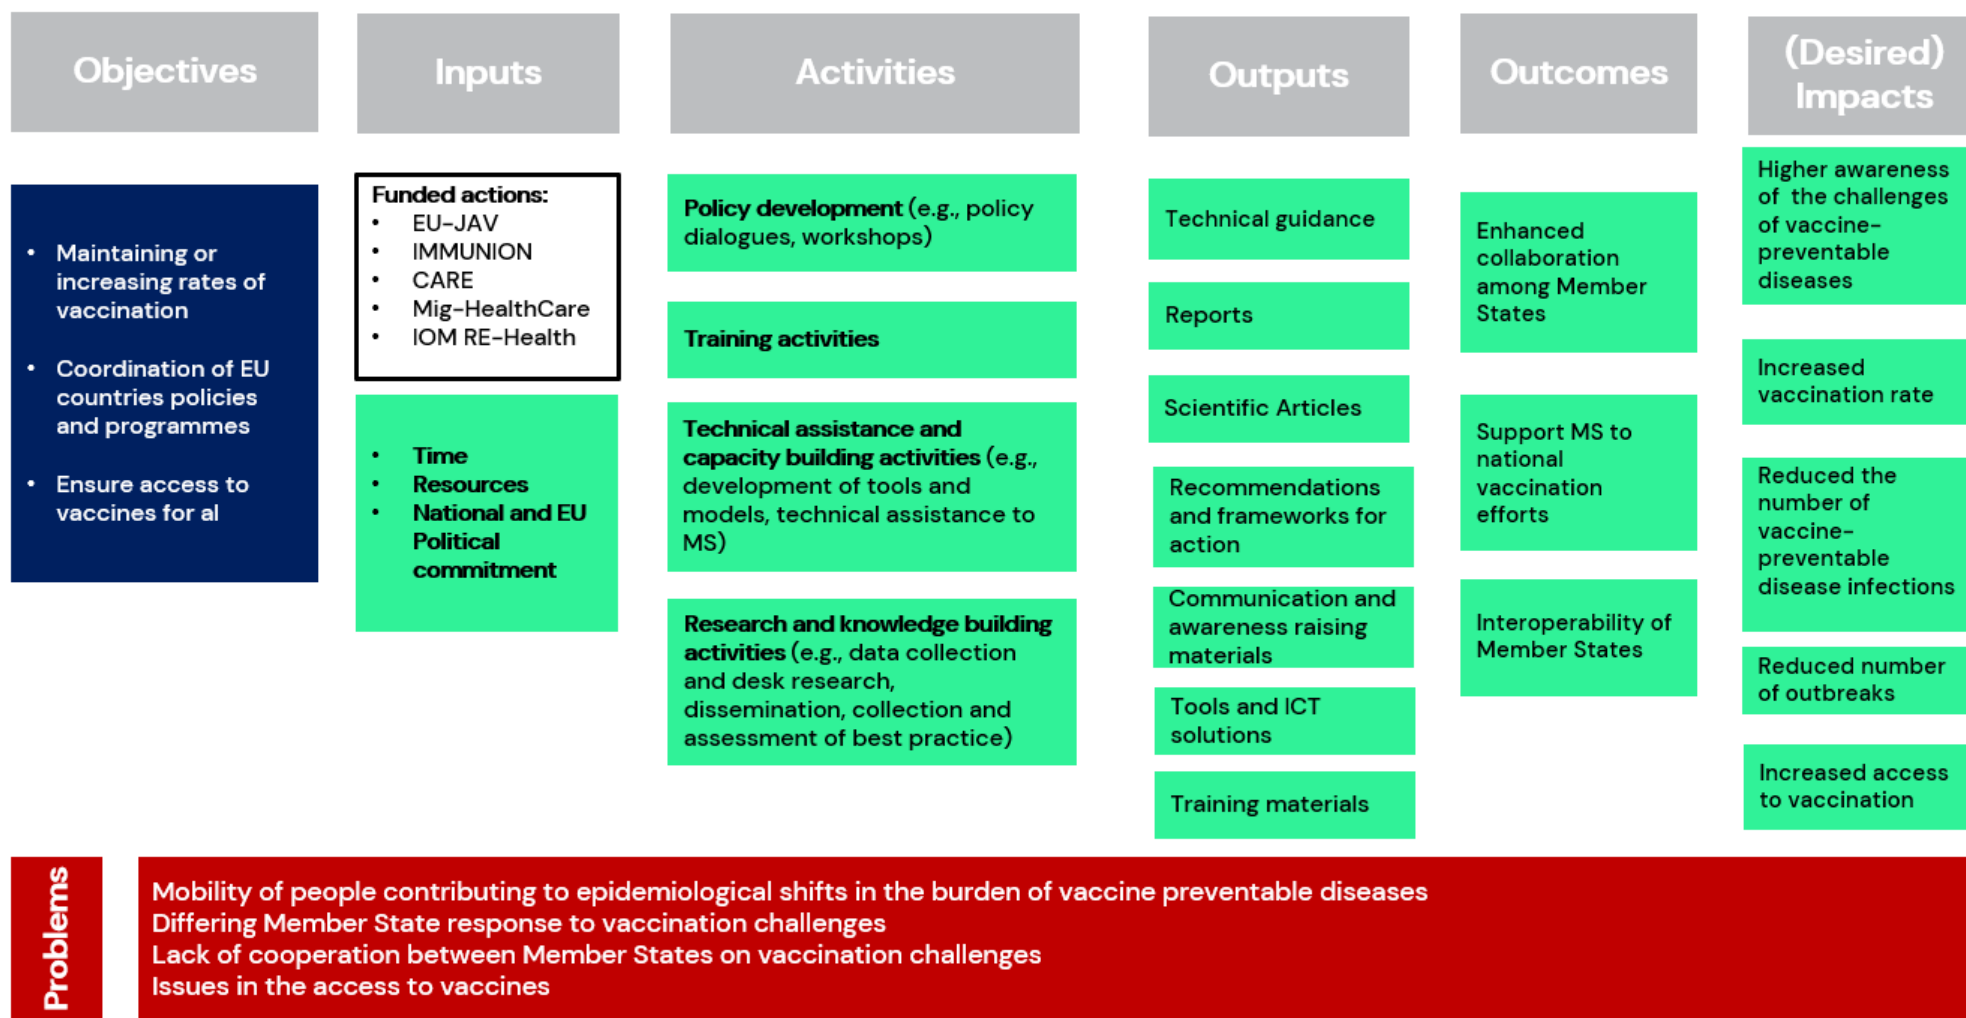 Objectives
Inputs
Activities
Outputs
Outcomes
(Desired)
Impacts
• Maintaining or
increasing rates of
vaccination
• Coordination of EU
countries policies
and programmes
• Ensure access to
vaccines for al
Funded actions:
• EU-JAV
• IMMUNION
• CARE
• Mig-HealthCare
• IOM RE-Health
• Time
• Resources
• National and EU
Political
commitment
Policy development (e.g., policy
dialogues, workshops)
Training activities
Technical assistance and
capacity building activities (e.g.,
development of tools and
models, technical assistance to
MS)
Research and knowledge building
activities (e.g., data collection
and desk research,
dissemination, collection and
assessment of best practice)
Technical guidance
Reports
Scientific Articles
Recommendations
and frameworks for
action
Communication and
awareness raising
materials
Tools and ICT
solutions
Training materials
Enhanced
collaboration
among Member
States
Support MS to
national
vaccination
efforts
Interoperability of
Member States
Higher awareness
of the challenges
of vaccine-
preventable
diseases
Increased
vaccination rate
Reduced the
number of
vaccine-
preventable
disease infections
Reduced number
of outbreaks
Increased access
to vaccination
Problems
Mobility of people contributing to epidemiological shifts in the burden of vaccine preventable diseases
Differing Member State response to vaccination challenges
Lack of cooperation between Member States on vaccination challenges
Issues in the access to vaccines